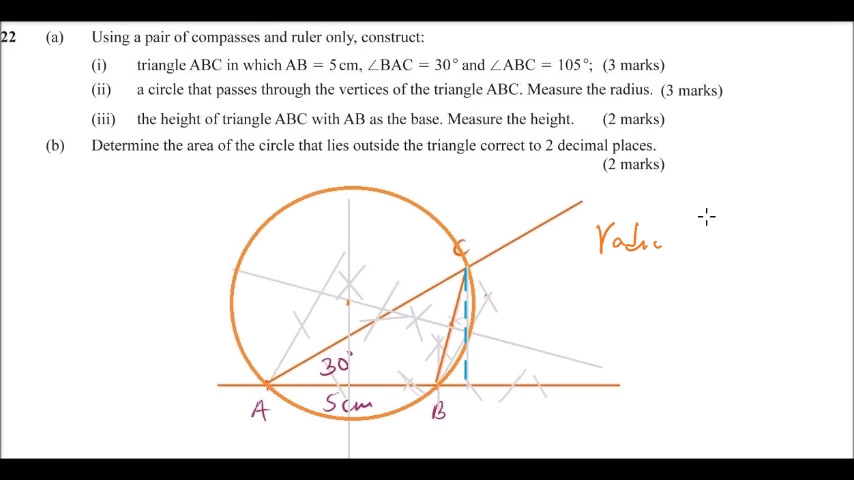 22 (a) Using a pair of compasses and ruler only, construct:
(i) triangle ABC in which AB = 5 cm, ∠BAC = 30° and ∠ABC = 105°; (3 marks)
(ii) a circle that passes through the vertices of the triangle ABC. Measure the radius. (3 marks)
(iii) the height of triangle ABC with AB as the base. Measure the height. (2 marks)
(b) Determine the area of the circle that lies outside the triangle correct to 2 decimal places.
(2 marks)
C
Radiu
30°
A 5cm B